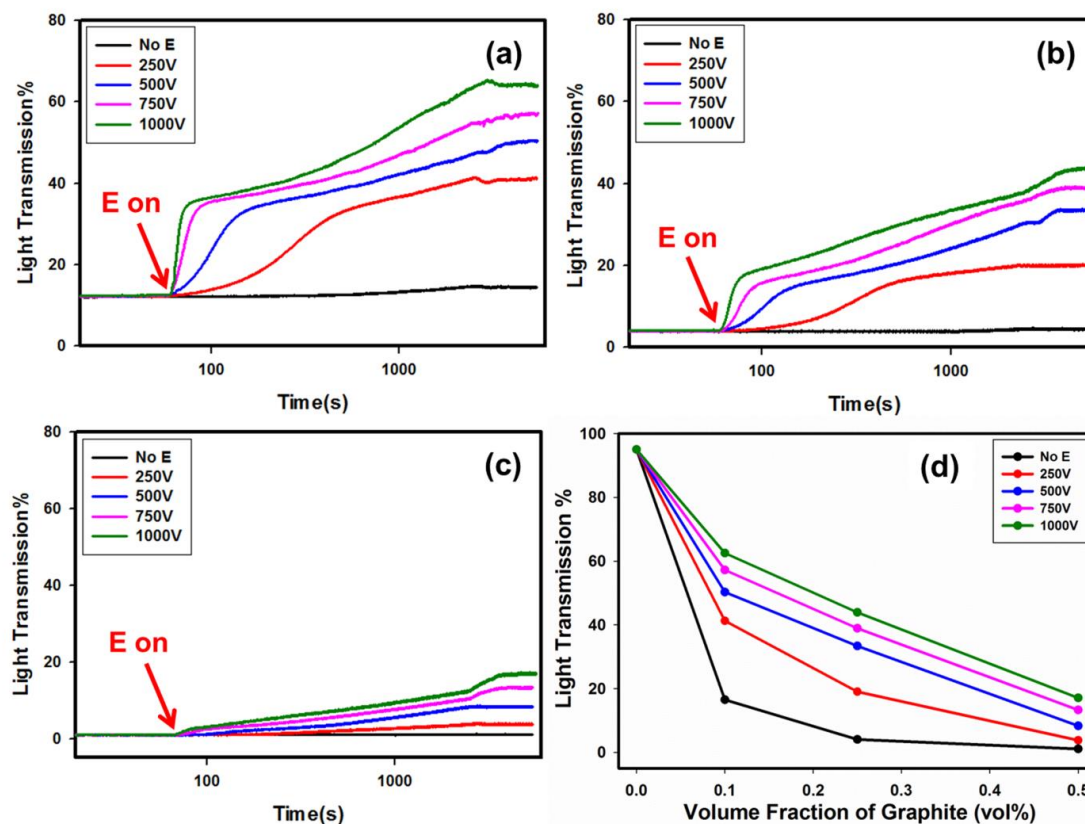 80
60
40
20
0
Light Transmission%
No E
250V
500V
750V
1000V
(a)
E on
100
1000
Time(s)
80
60
40
20
0
Light Transmission%
No E
250V
500V
750V
1000V
(b)
E on
100
1000
Time(s)
80
60
40
20
0
Light Transmission%
No E
250V
500V
750V
1000V
(c)
E on
100
1000
Time(s)
100
80
60
40
20
0
Light Transmission %
(d)
No E
250V
500V
750V
1000V
0.0
0.1
0.2
0.3
0.4
0.5
Volume Fraction of Graphite (vol%)